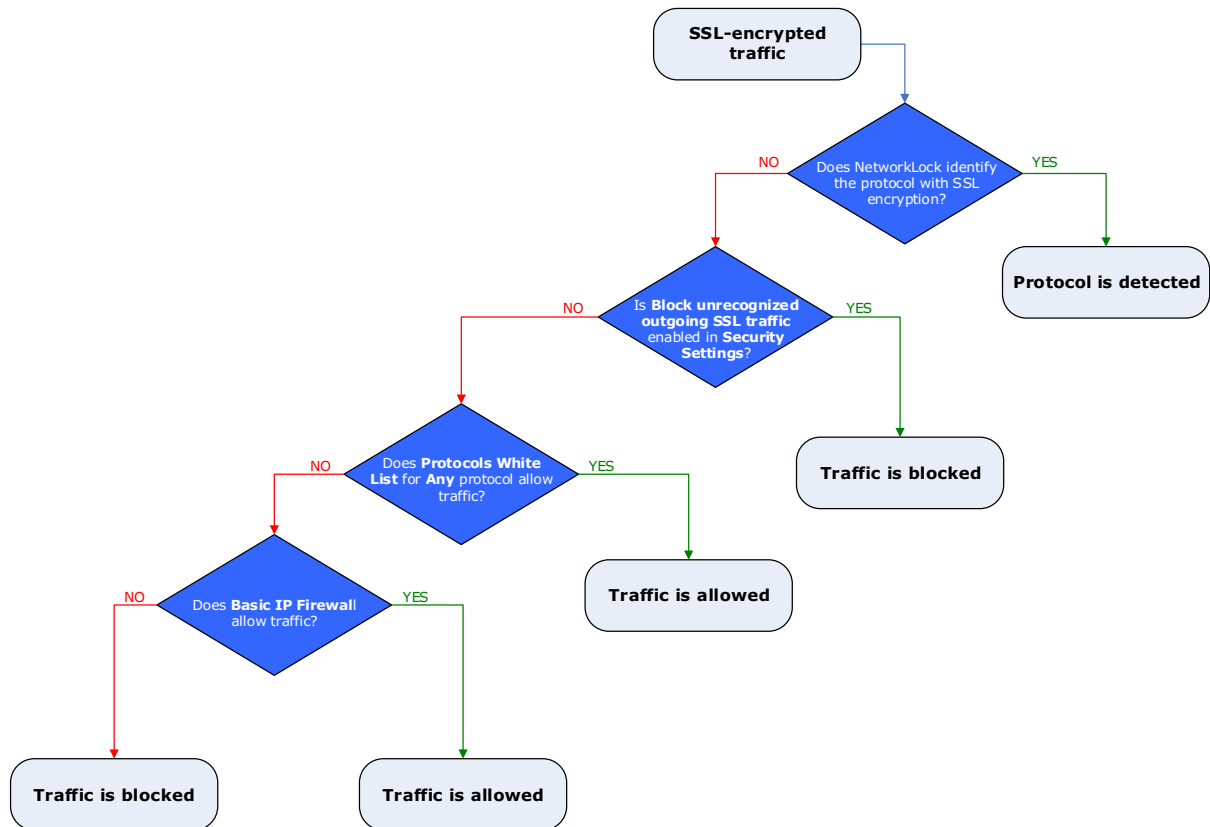 SSL-encrypted
traffic
Does NetworkLock identify
the protocol with SSL
encryption?
NO
YES
Protocol is detected
Is Block unrecognized
outgoing SSL traffic
enabled in Security
Settings?
NO
YES
Traffic is blocked
Does Protocols White
List for Any protocol allow
traffic?
NO
YES
Traffic is allowed
Does Basic IP Firewall
allow traffic?
NO
YES
Traffic is blocked
Traffic is allowed